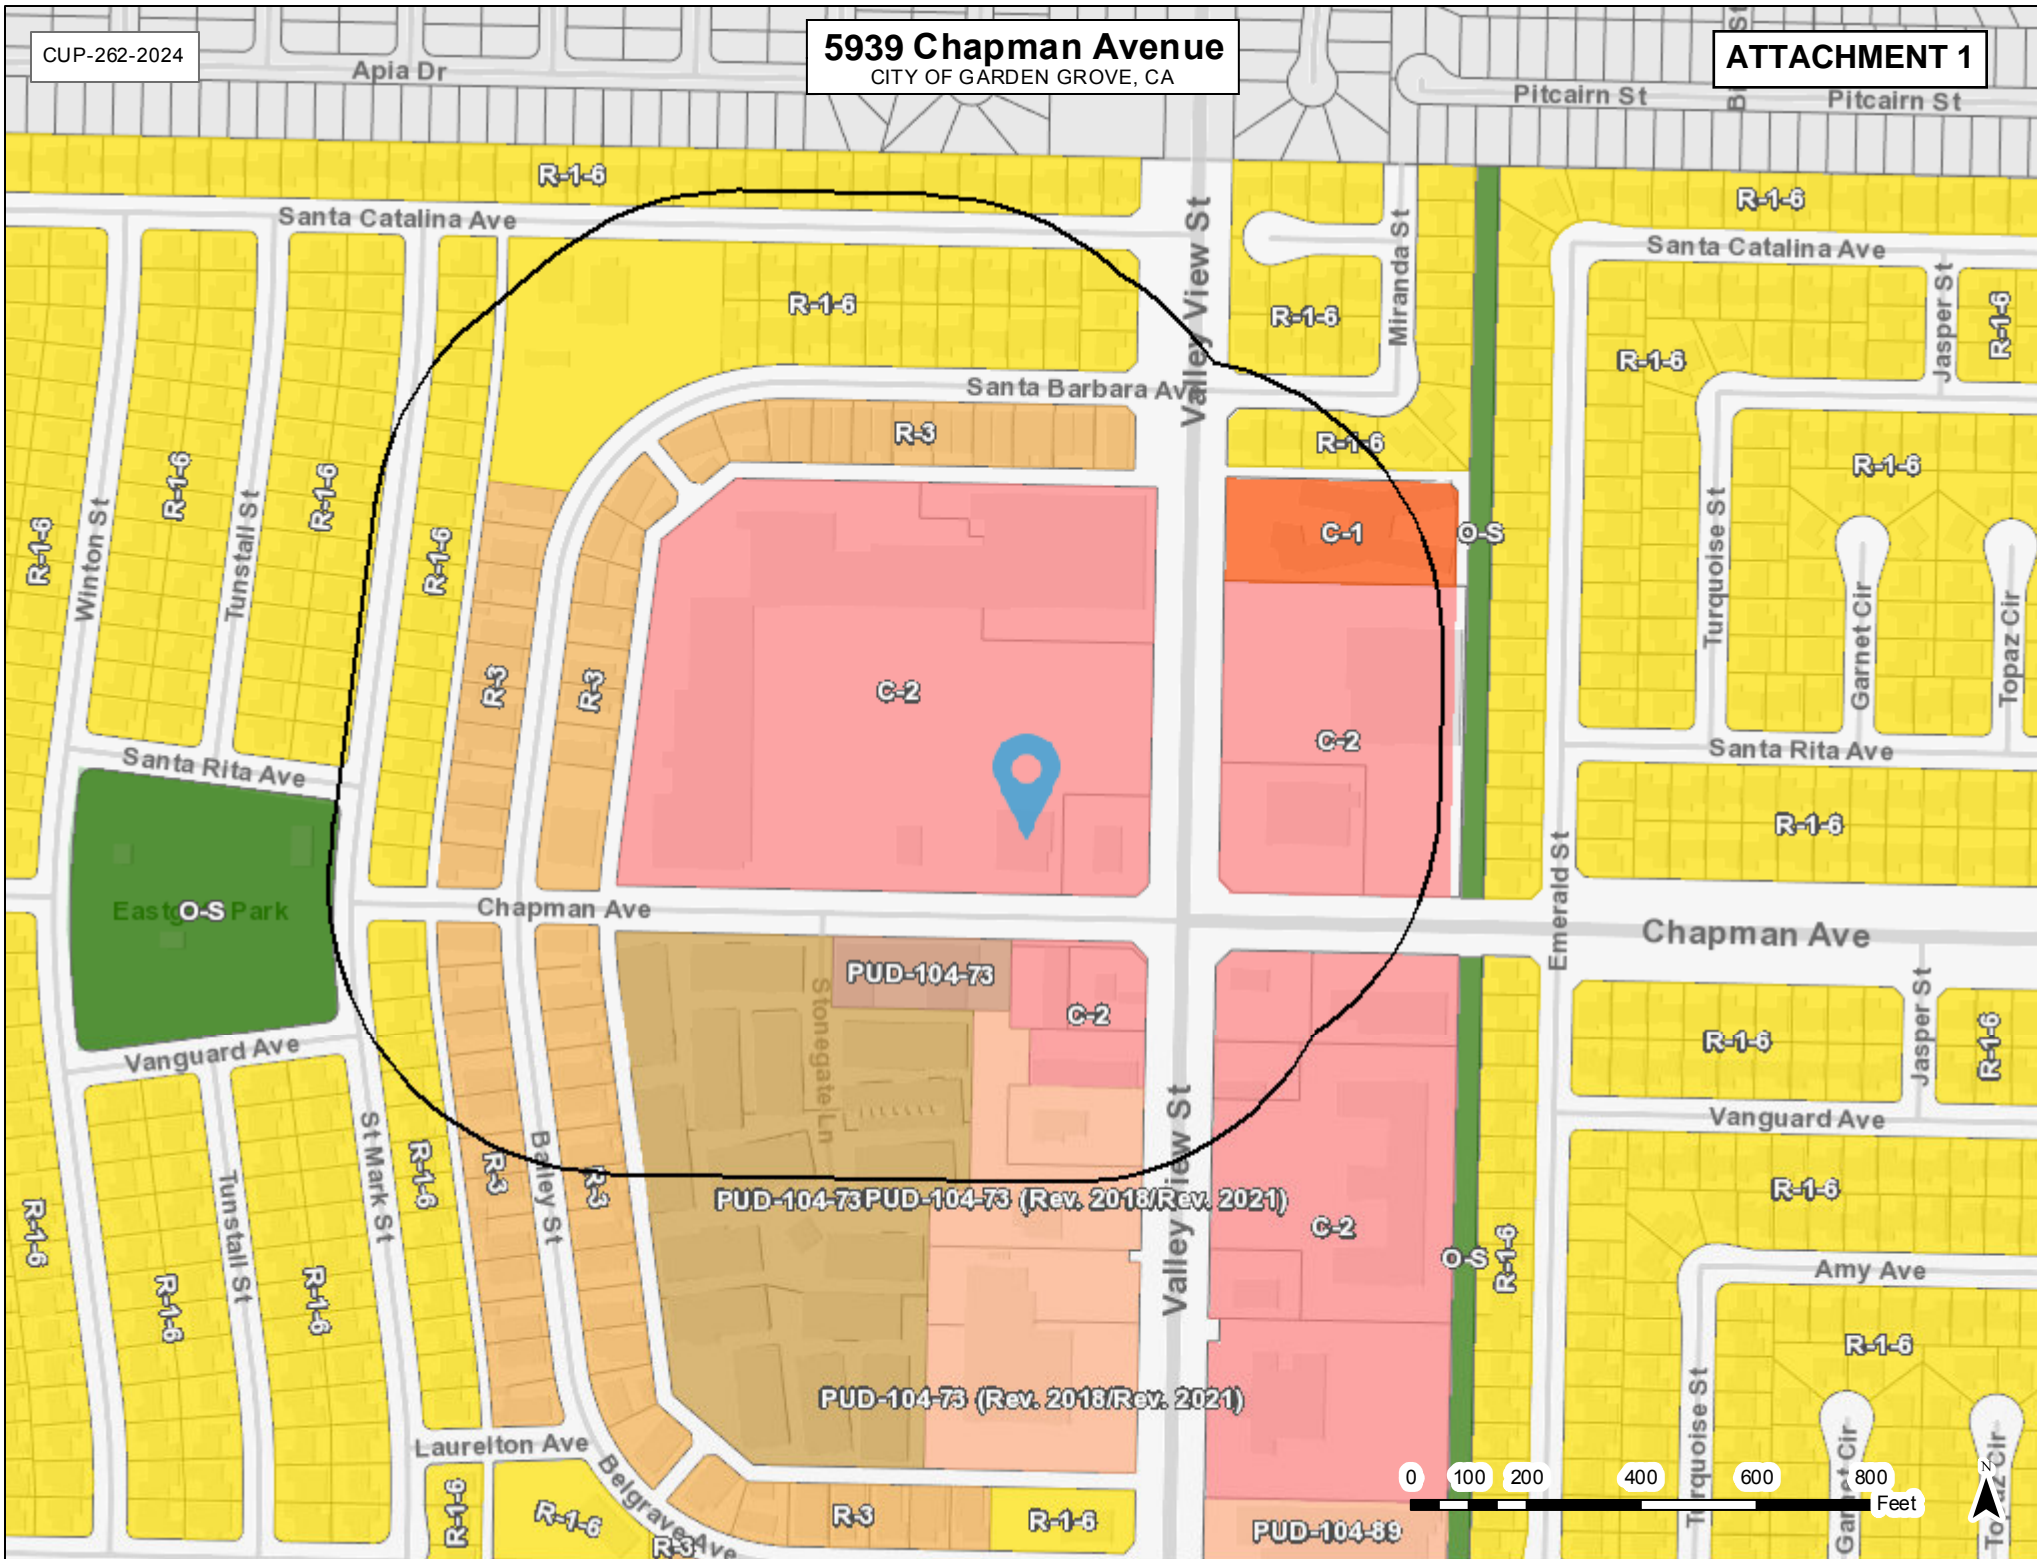 CUP-262-2024
5939 Chapman Avenue
CITY OF GARDEN GROVE, CA
ATTACHMENT 1
Apia Dr
Pitcairn St
Pitcairn St
R-1-6
R-1-6
Santa Catalina Ave
Santa Catalina Ave
Valley View St
Miranda St
Jasper St
R-1-6
R-1-6
R-1-6
R-1-6
Santa Barbara Av
R-3
R-1-6
R-1-6
R-1-6
R-1-6
R-1-6
R-1-6
Winton St
Tunstall St
C-1
O-S
Turquoise St
Garnet Cir
Topaz Cir
R-3
R-3
C-2
C-2
Santa Rita Ave
Santa Rita Ave
R-1-6
Emerald St
O-S
Chapman Ave
Chapman Ave
PUD-104-73
Stonegate Ln
C-2
Jasper St
R-1-6
R-1-6
Vanguard Ave
Vanguard Ave
St Mark St
Bailey St
Valley View St
R-1-6
R-3
R-3
R-1-6
R-1-6
Tunstall St
PUD-104-73
PUD-104-73 (Rev. 2018/Rev. 2021)
C-2
O-S
R-1-6
Amy Ave
R-1-6
R-1-6
R-1-6
PUD-104-73 (Rev. 2018/Rev. 2021)
Turquoise St
Garnet Cir
Laurelton Ave
Belgrave Ave
R-1-6
R-1-6
R-3
R-3
R-1-6
PUD-104-89
0 100 200 400 600 800
Feet
N